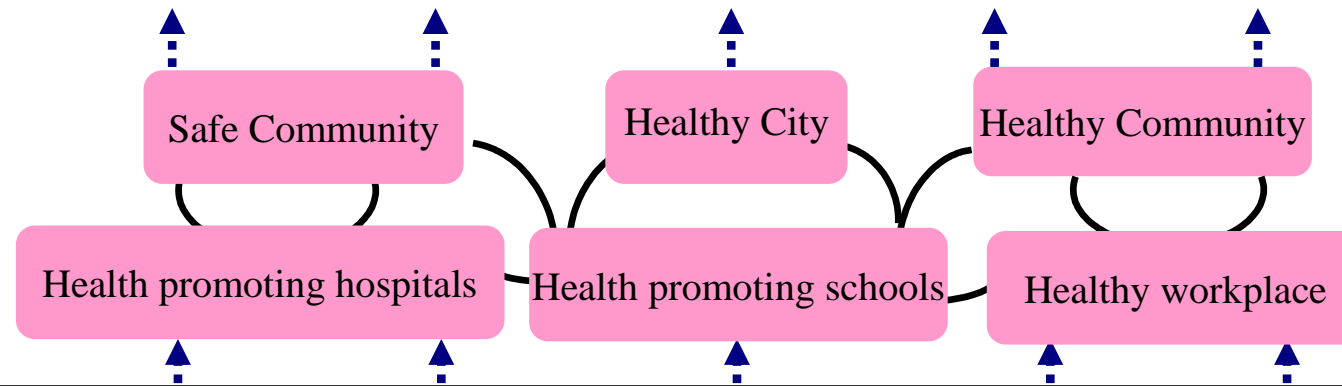 Safe Community
Healthy City
Healthy Community
Health promoting hospitals
Health promoting schools
Healthy workplace